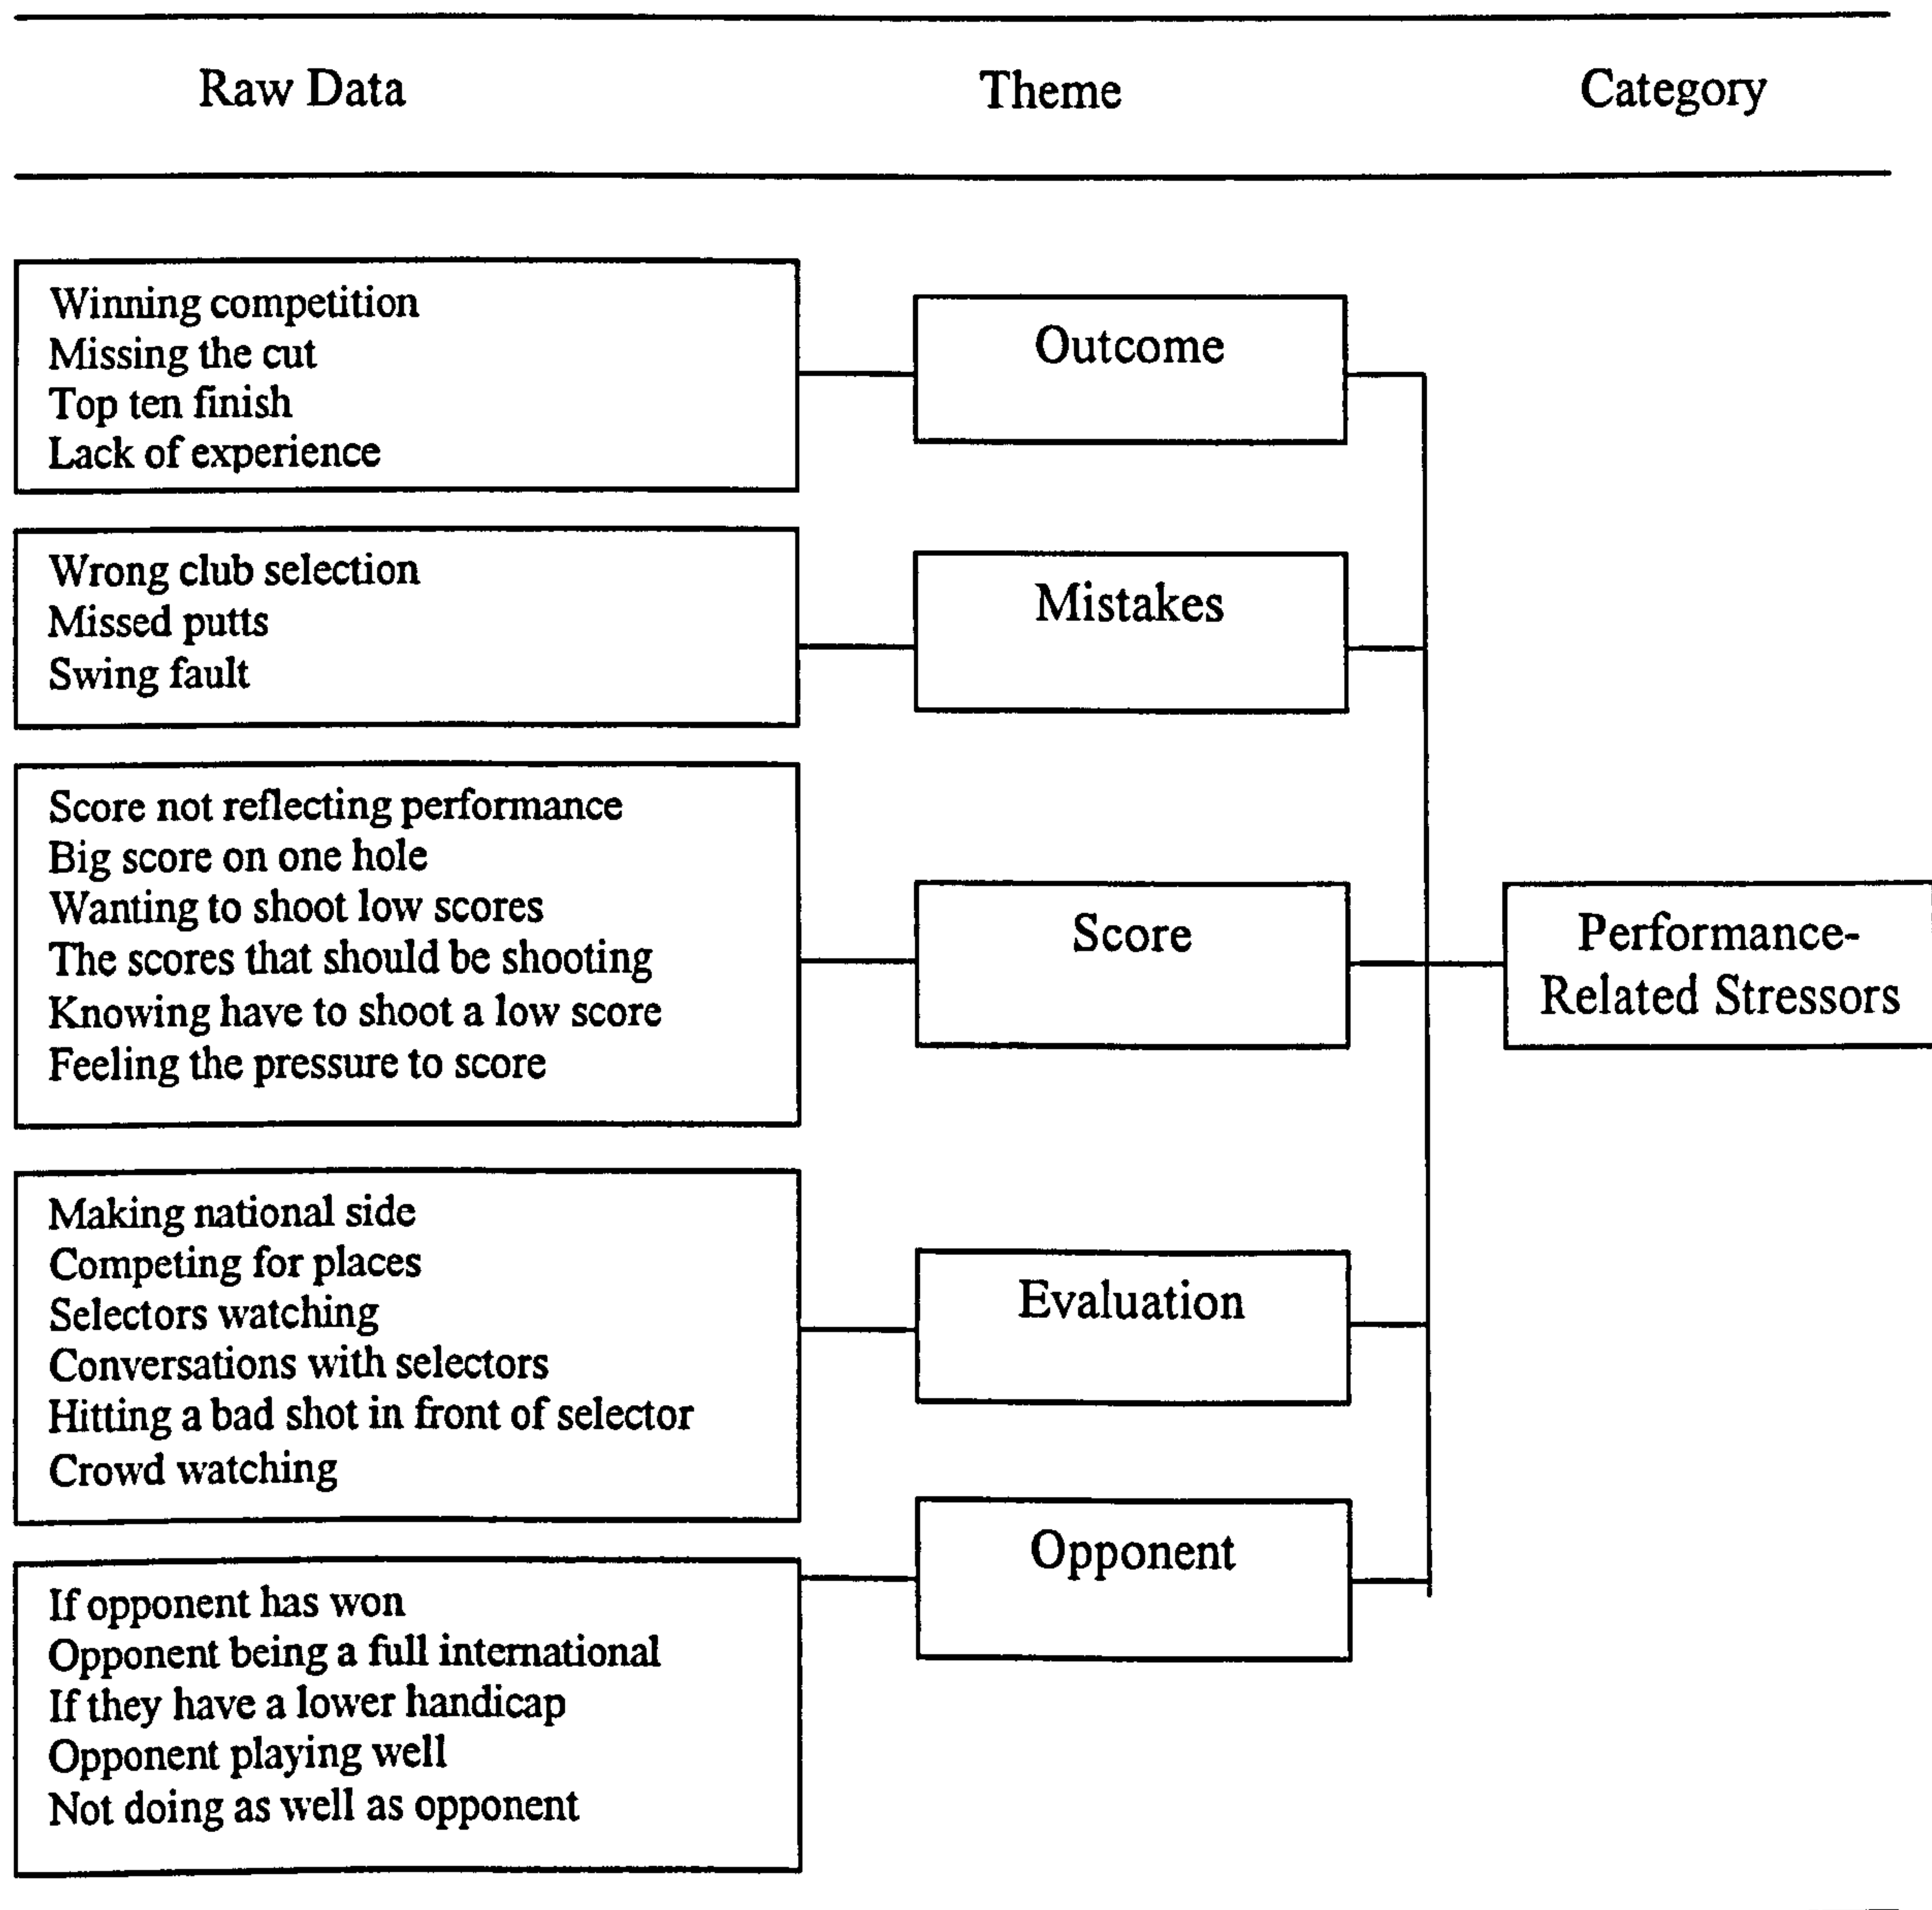 Raw Data Theme Category
Winning competition
Missing the cut
Top ten finish
Lack of experience
Outcome
Wrong club selection
Missed putts
Swing fault
Mistakes
Score not reflecting performance
Big score on one hole
Wanting to shoot low scores
The scores that should be shooting
Knowing have to shoot a low score
Feeling the pressure to score
Score
Performance-
Related Stressors
Making national side
Competing for places
Selectors watching
Conversations with selectors
Hitting a bad shot in front of selector
Crowd watching
Evaluation
If opponent has won
Opponent being a full international
If they have a lower handicap
Opponent playing well
Not doing as well as opponent
Opponent